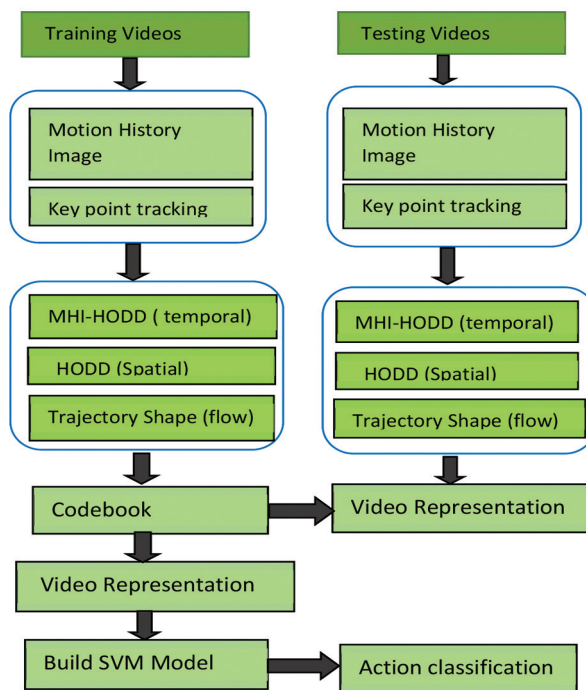 Training Videos
Motion History
Image
Key point tracking
MHI-HODD ( temporal)
HODD (Spatial)
Trajectory Shape (flow)
Codebook
Video Representation
Build SVM Model
Testing Videos
Motion History
Image
Key point tracking
MHI-HODD (temporal)
HODD (Spatial)
Trajectory Shape (flow)
Video Representation
Action classification